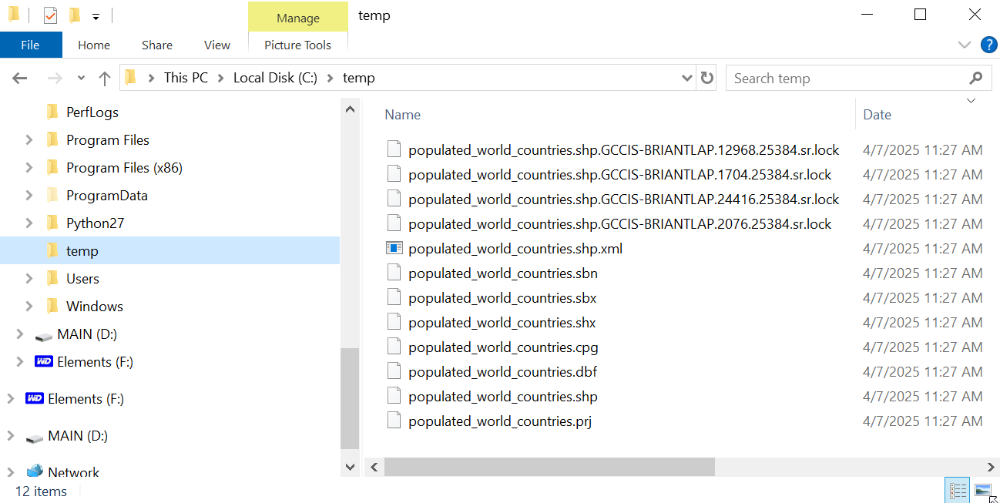 Manage temp
File Home Share View Picture Tools ?
This PC Local Disk (C:) temp Search temp
PerfLogs
Program Files
Program Files (x86)
ProgramData
Python27
temp
Users
Windows
MAIN (D:)
WD Elements (F:)
WD Elements (F:)
MAIN (D:)
Network
Name Date
populated_world_countries.shp.GCCIS-BRIANTLAP.12968.25384.sr.lock 4/7/2025 11:27 AM
populated_world_countries.shp.GCCIS-BRIANTLAP.1704.25384.sr.lock 4/7/2025 11:27 AM
populated_world_countries.shp.GCCIS-BRIANTLAP.24416.25384.sr.lock 4/7/2025 11:27 AM
populated_world_countries.shp.GCCIS-BRIANTLAP.2076.25384.sr.lock 4/7/2025 11:27 AM
populated_world_countries.shp.xml 4/7/2025 11:27 AM
populated_world_countries.sbn 4/7/2025 11:27 AM
populated_world_countries.sbx 4/7/2025 11:27 AM
populated_world_countries.shx 4/7/2025 11:27 AM
populated_world_countries.cpg 4/7/2025 11:27 AM
populated_world_countries.dbf 4/7/2025 11:27 AM
populated_world_countries.shp 4/7/2025 11:27 AM
populated_world_countries.prj 4/7/2025 11:27 AM
12 items